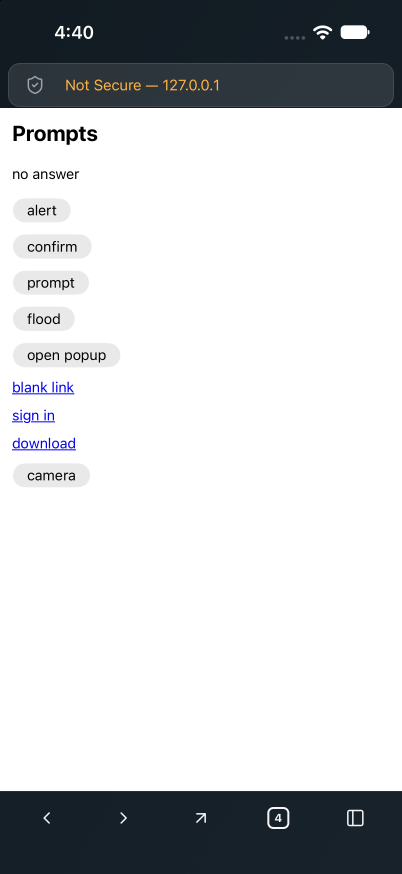 4:40
Not Secure — 127.0.0.1
Prompts
no answer
alert
confirm
prompt
flood
open popup
blank link
sign in
download
camera
4